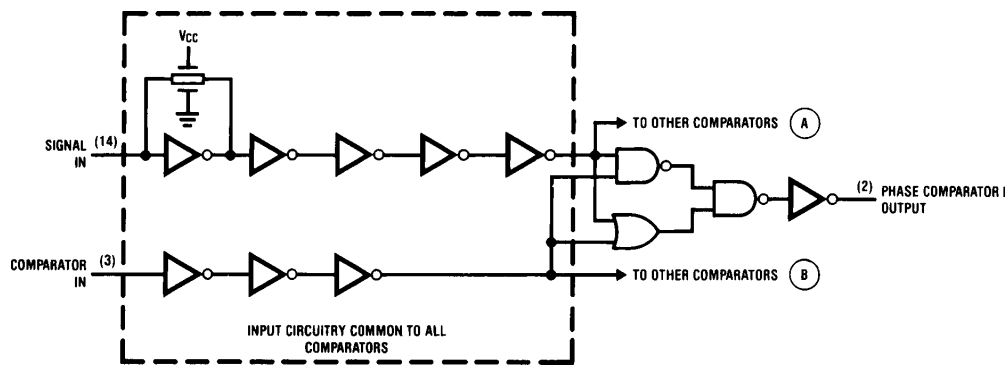 VCC
SIGNAL IN (14)
TO OTHER COMPARATORS A
(2) PHASE COMPARATOR I
OUTPUT
COMPARATOR IN (3)
TO OTHER COMPARATORS B
INPUT CIRCUITRY COMMON TO ALL
COMPARATORS